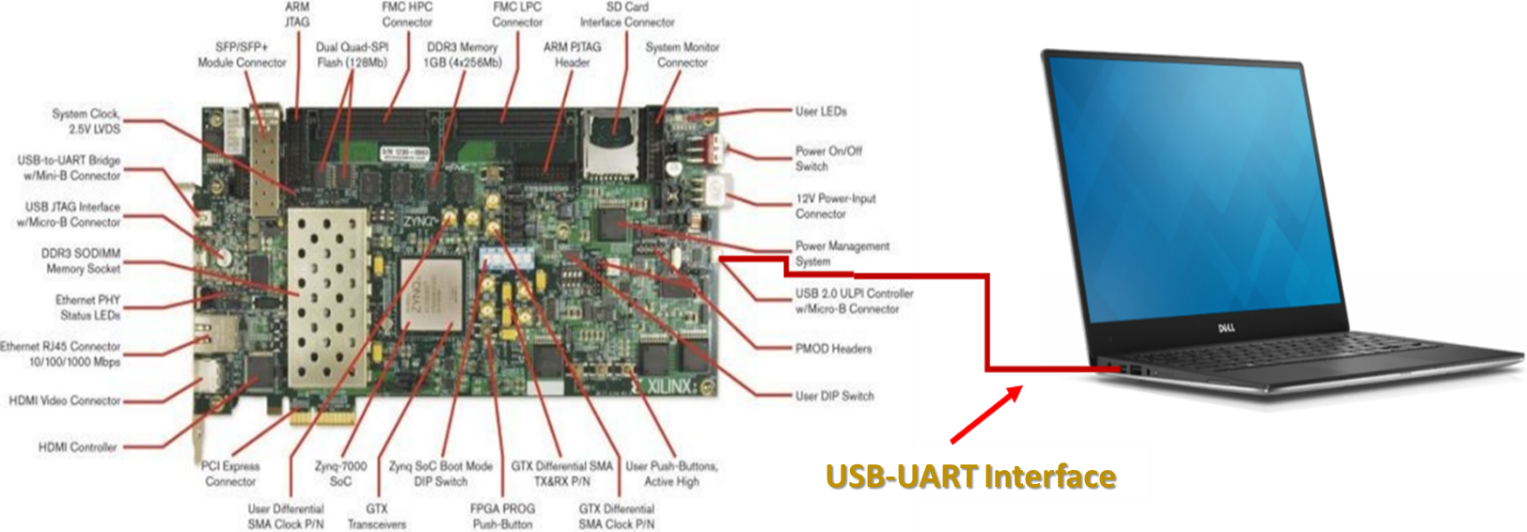 ARM
JTAG
FMC HPC
Connector
FMC LPC
Connector
SD Card
Interface Connector
SFP/SFP+
Module Connector
Dual Quad-SPI
Flash (128Mb)
DDR3 Memory
1GB (4x256Mb)
ARM PJTAG
Header
System Monitor
Connector
System Clock,
2.5V LVDS
USB-to-UART Bridge
w/Mini-B Connector
USB JTAG Interface
w/Micro-B Connector
DDR3 SODIMM
Memory Socket
Ethernet PHY
Status LEDs
Ethernet RJ45 Connector
10/100/1000 Mbps
HDMI Video Connector
HDMI Controller
User LEDs
Power On/Off
Switch
12V Power-Input
Connector
Power Management
System
USB 2.0 ULPI Controller
w/Micro-B Connector
PMOD Headers
User DIP Switch
ZYNQ
ZYNQ
XILINX
PCI Express
Connector
Zynq-7000
SoC
Zynq SoC Boot Mode
DIP Switch
GTX Differential SMA
TX&RX P/N
User Push-Buttons,
Active High
User Differential
SMA Clock P/N
GTX
Transceivers
FPGA PROG
Push-Button
GTX Differential
SMA Clock P/N
DELL
USB-UART Interface